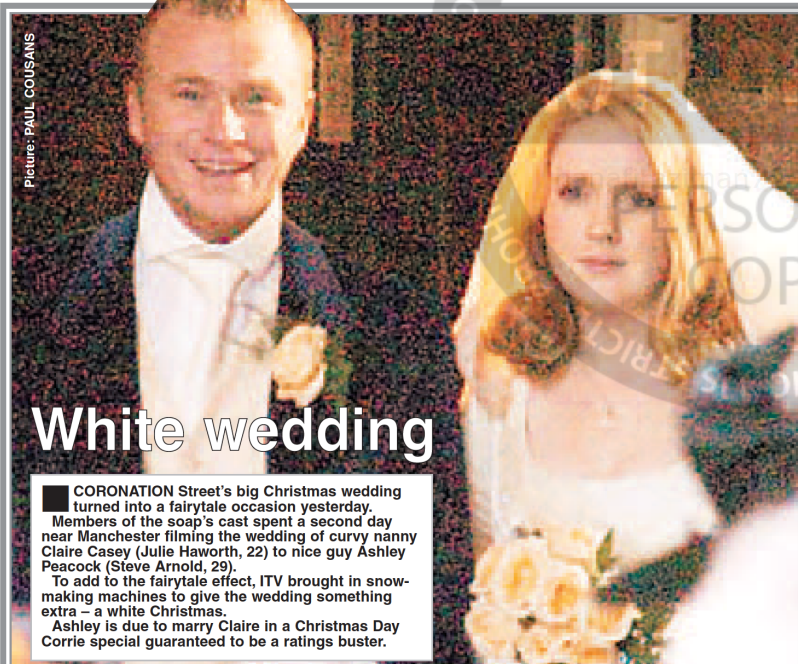 Picture: PAUL COUSANS
White wedding
CORONATION Street's big Christmas wedding
turned into a fairytale occasion yesterday.
Members of the soap's cast spent a second day
near Manchester filming the wedding of curvy nanny
Claire Casey (Julie Haworth, 22) to nice guy Ashley
Peacock (Steve Arnold, 29).
To add to the fairytale effect, ITV brought in snow-
making machines to give the wedding something
extra – a white Christmas.
Ashley is due to marry Claire in a Christmas Day
Corrie special guaranteed to be a ratings buster.